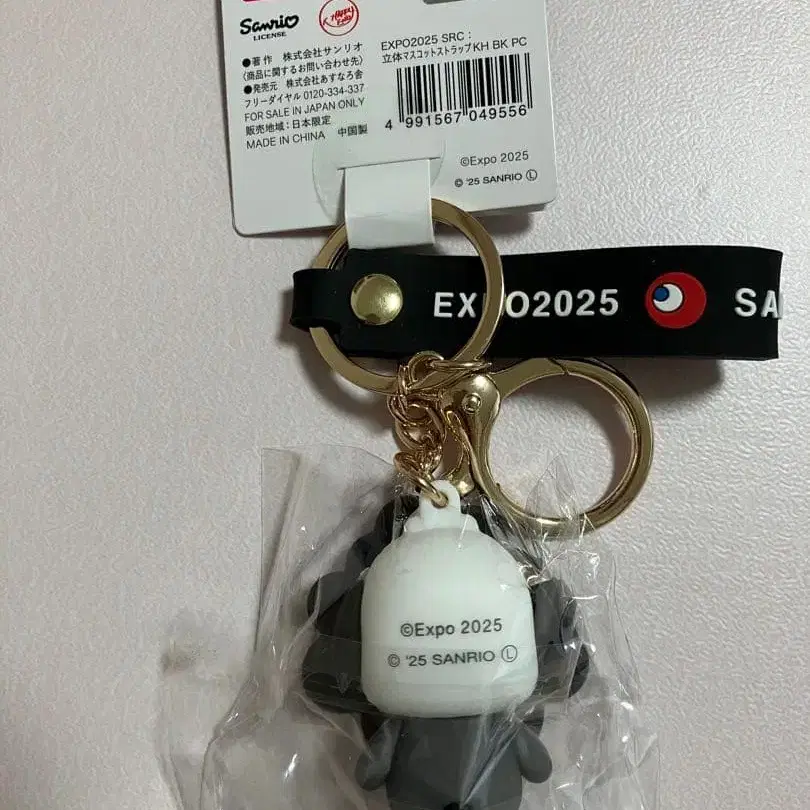 Sanrio
LICENSE
●著作 株式会社サンリオ
〈商品に関するお問い合わせ先〉
●発売元 株式会社あすなろ舎
フリーダイヤル 0120-334-337
FOR SALE IN JAPAN ONLY
販売地域:日本限定
MADE IN CHINA 中国製
EXPO2025 SRC:
立体マスコットストラップ KH BK PC
4 991567 049556
©Expo 2025
© '25 SANRIO Ⓛ
EXPO2025 SA
©Expo 2025
© '25 SANRIO Ⓛ